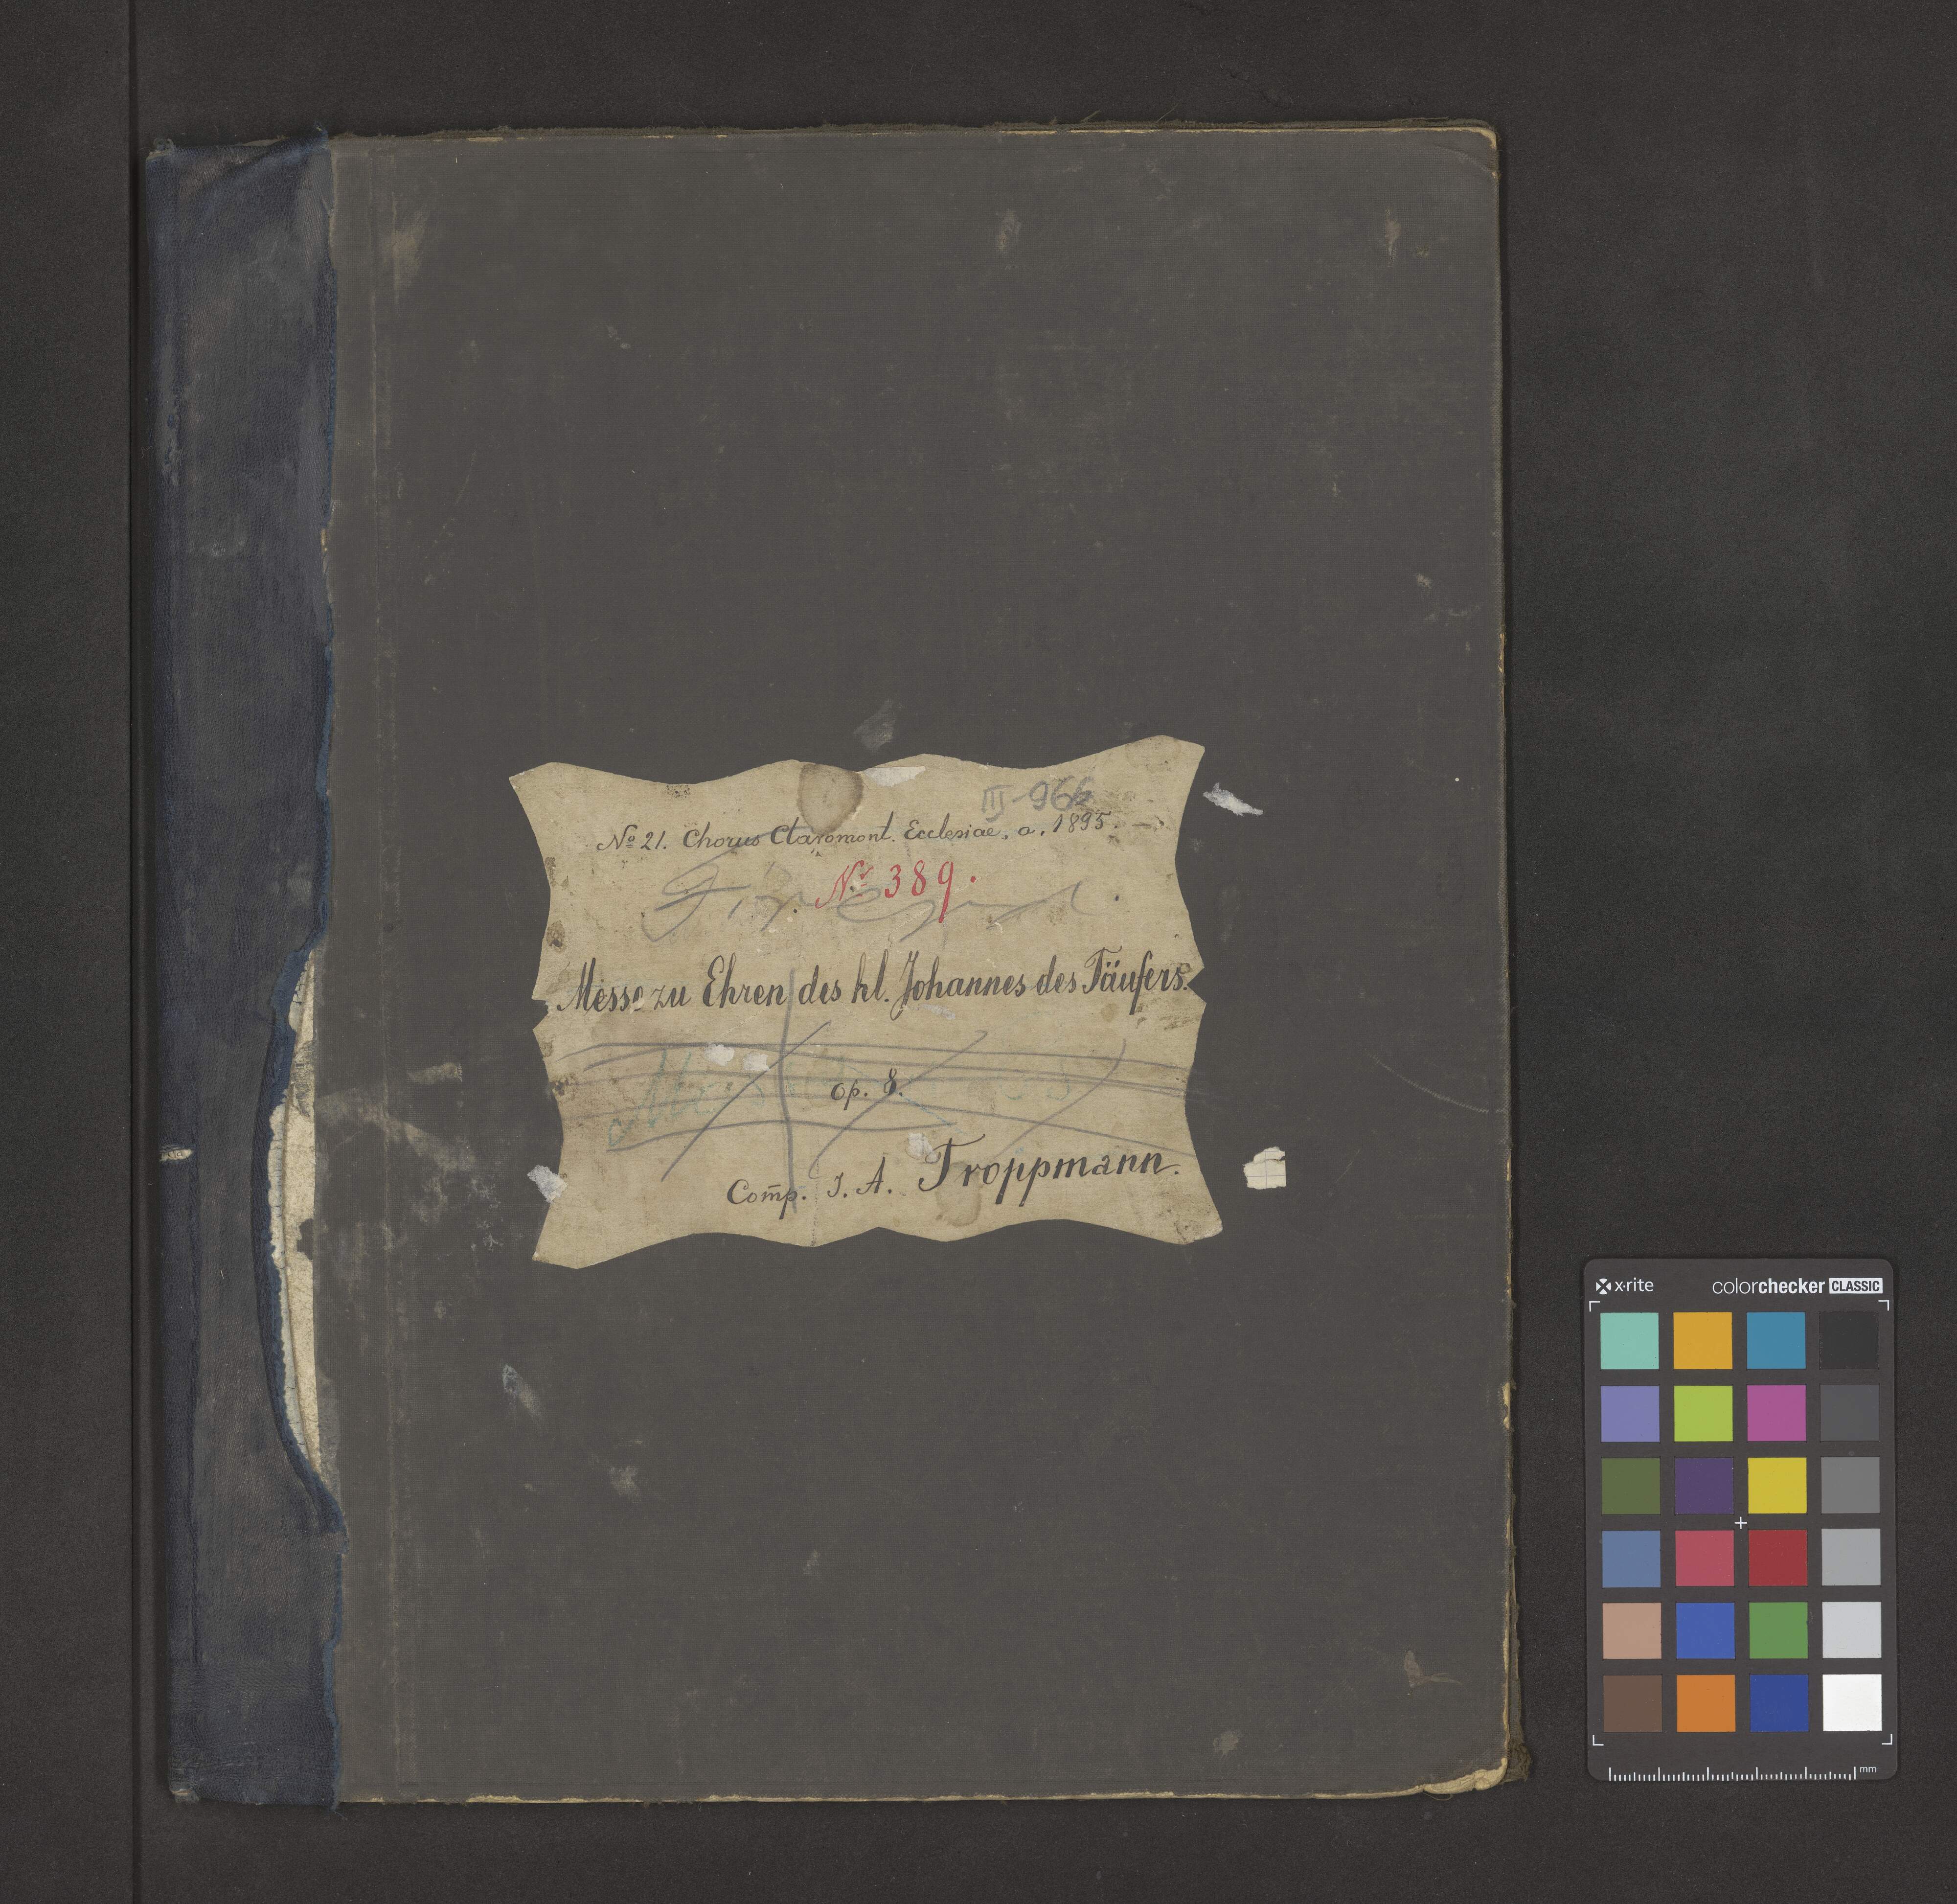 III-966
No 21. Chorus Claromont. Ecclesiae, a. 1895.
No 389.
Messe zu Ehren des hl. Johannes des Täufers.
Op. 8.
Comp. J. A. Troppmann.
x·rite colorchecker CLASSIC
mm